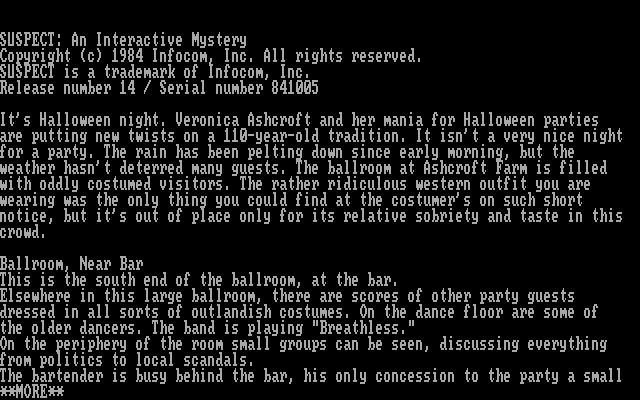 SUSPECT: An Interactive Mystery
Copyright (c) 1984 Infocom, Inc. All rights reserved.
SUSPECT is a trademark of Infocom, Inc.
Release number 14 / Serial number 841005
It's Halloween night. Veronica Ashcroft and her mania for Halloween parties
are putting new twists on a 110-year-old tradition. It isn't a very nice night
for a party. The rain has been pelting down since early morning, but the
weather hasn't deterred many guests. The ballroom at Ashcroft Farm is filled
with oddly costumed visitors. The rather ridiculous western outfit you are
wearing was the only thing you could find at the costumer's on such short
notice, but it's out of place only for its relative sobriety and taste in this
crowd.
Ballroom, Near Bar
This is the south end of the ballroom, at the bar.
Elsewhere in this large ballroom, there are scores of other party guests
dressed in all sorts of outlandish costumes. On the dance floor are some of
the older dancers. The band is playing "Breathless."
On the periphery of the room small groups can be seen, discussing everything
from politics to local scandals.
The bartender is busy behind the bar, his only concession to the party a small
**MORE**